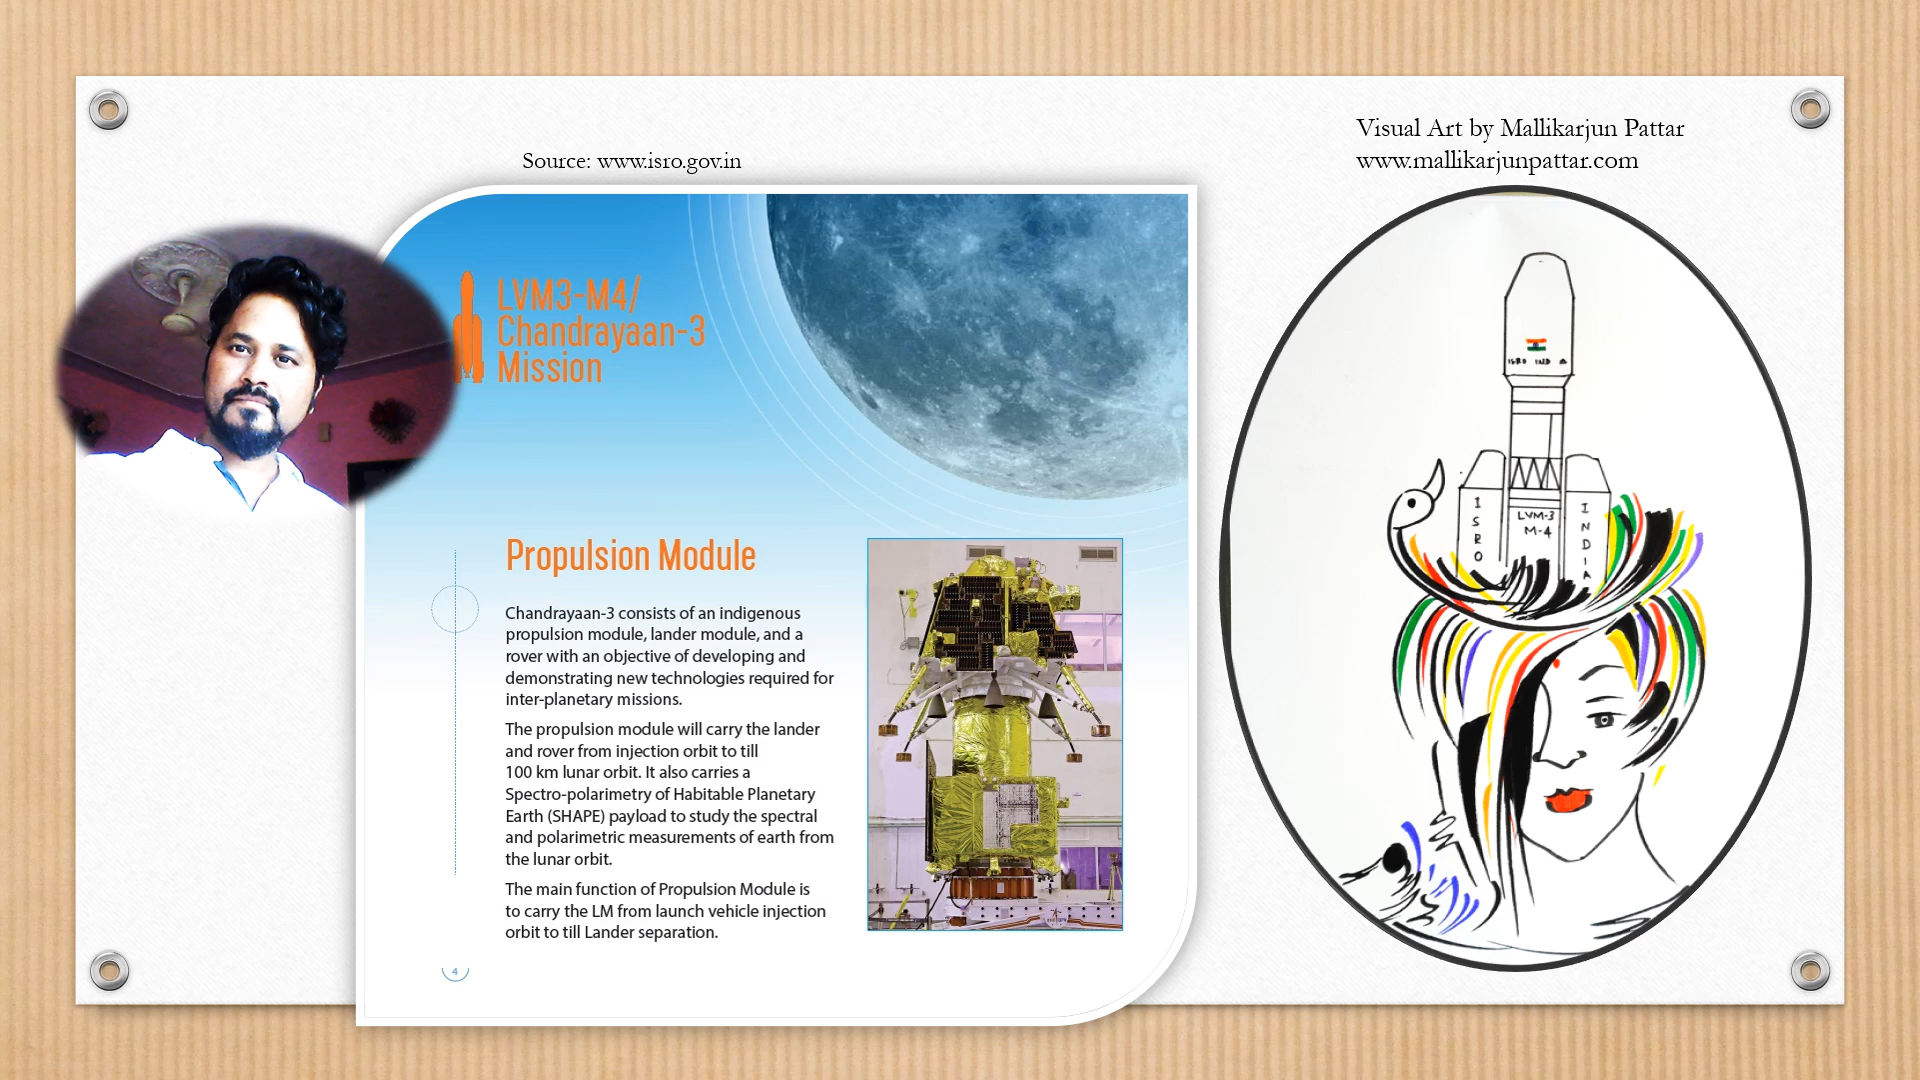 Source: www.isro.gov.in
Visual Art by Mallikarjun Pattar
www.mallikarjunpattar.com
LVM3-M4/
Chandrayaan-3
Mission
Propulsion Module
Chandrayaan-3 consists of an indigenous
propulsion module, lander module, and a
rover with an objective of developing and
demonstrating new technologies required for
inter-planetary missions.
The propulsion module will carry the lander
and rover from injection orbit to till
100 km lunar orbit. It also carries a
Spectro-polarimetry of Habitable Planetary
Earth (SHAPE) payload to study the spectral
and polarimetric measurements of earth from
the lunar orbit.
The main function of Propulsion Module is
to carry the LM from launch vehicle injection
orbit to till Lander separation.
4
ISRO IND
ISRO
LVM-3
M-4
INDIA